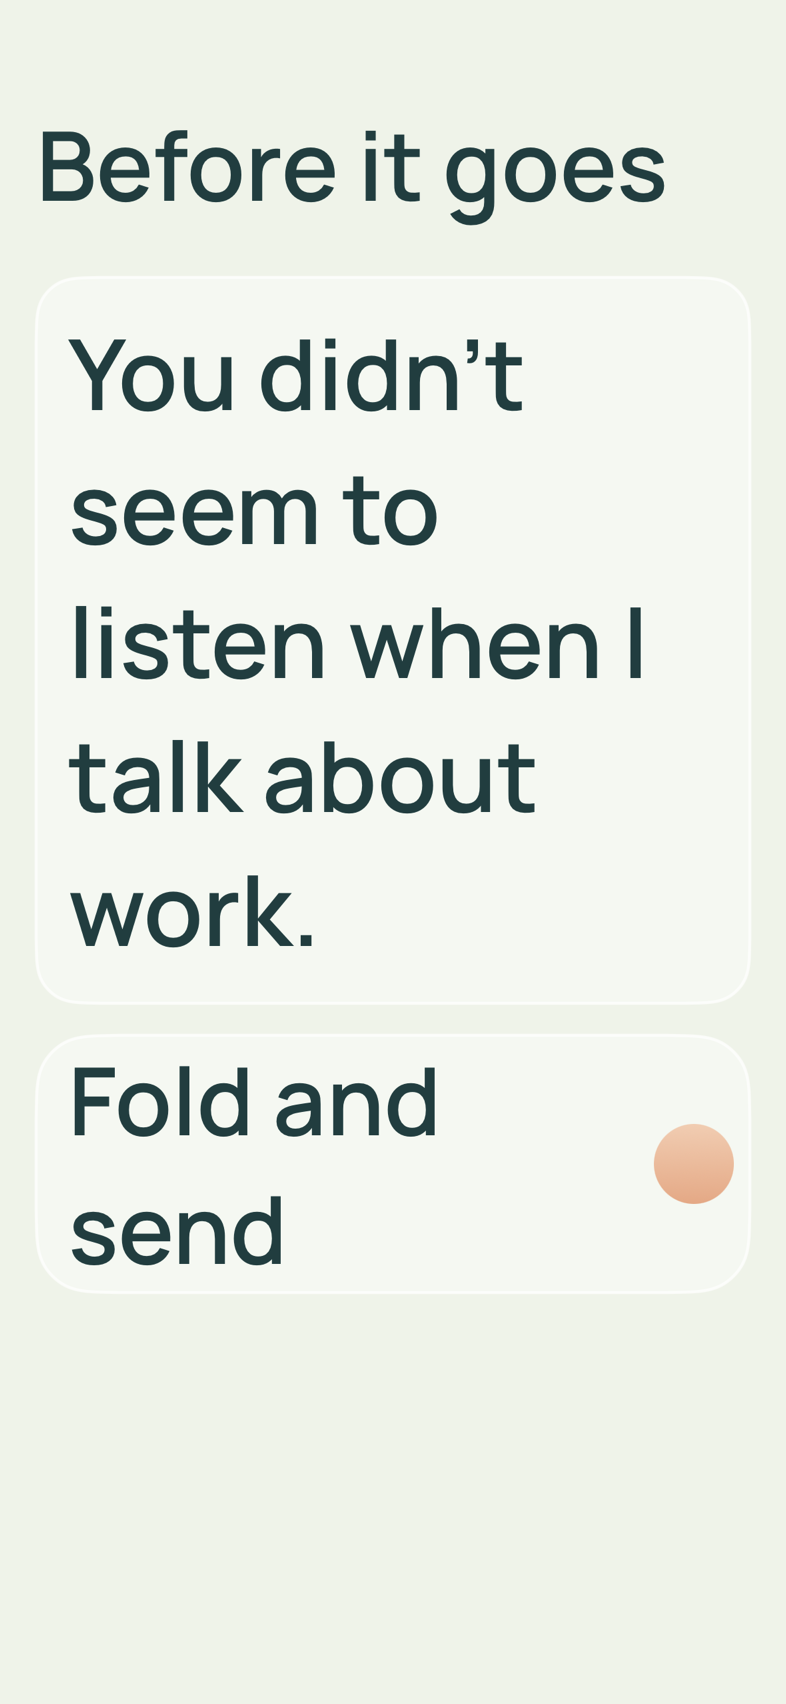 Before it goes
You didn’t
seem to
listen when I
talk about
work.
Fold and
send